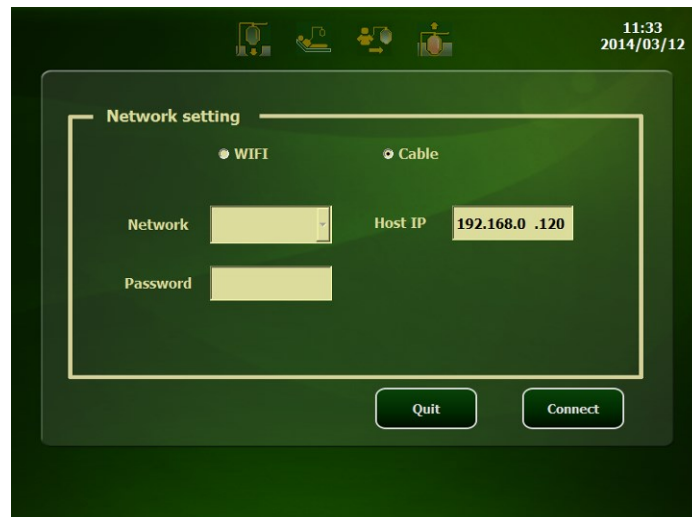 11:33
2014/03/12
Network setting
WIFI
Cable
Network
Host IP
192.168.0 .120
Password
Quit
Connect